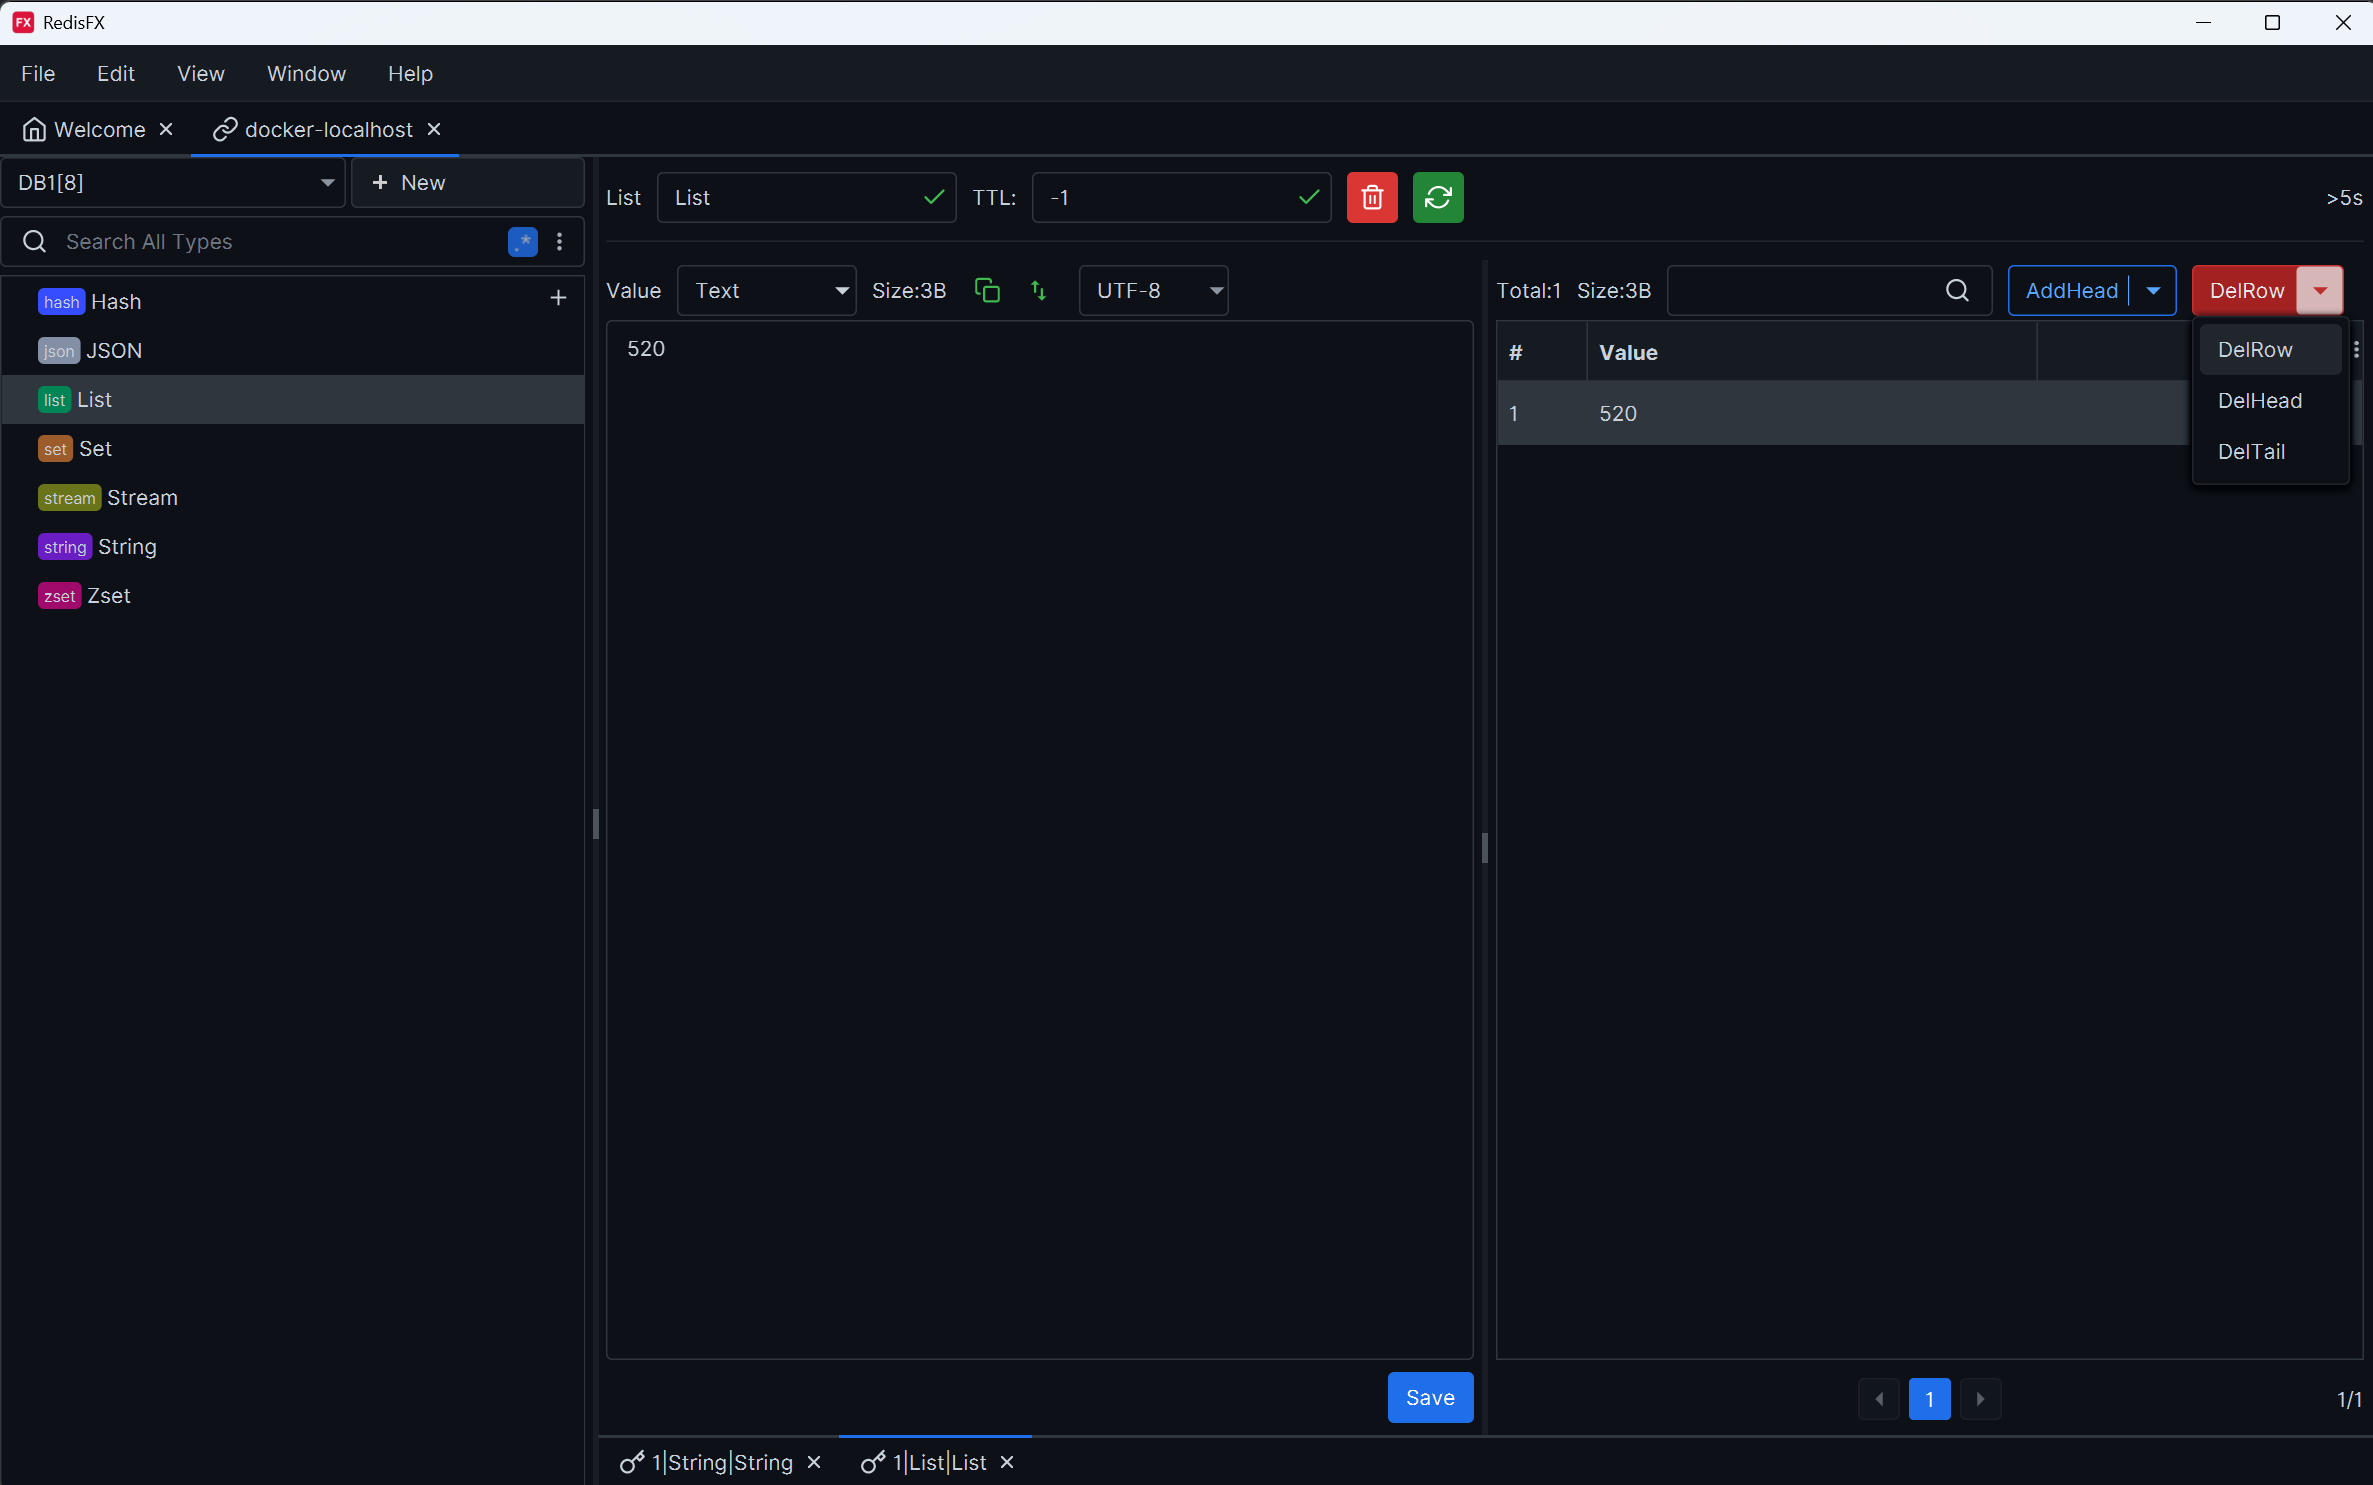 FX RedisFX
File Edit View Window Help
Welcome docker-localhost
DB1[8] + New
List List TTL: -1 >5s
Search All Types .*
Value Text Size:3B UTF-8
Total:1 Size:3B AddHead DelRow
hash Hash
json JSON
list List
set Set
stream Stream
string String
zset Zset
520
# Value
1 520
DelRow
DelHead
DelTail
Save
1 1/1
1|String|String 1|List|List